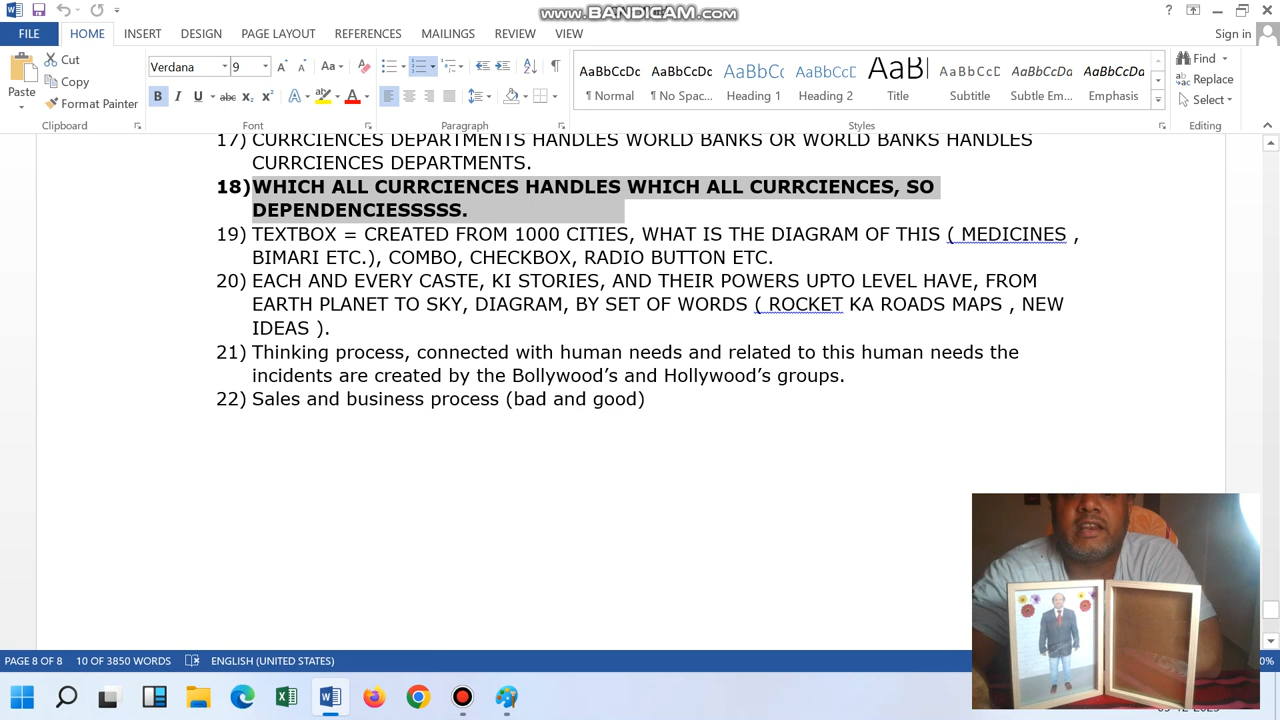 www.BANDICAM.com
Sign in
FILE HOME INSERT DESIGN PAGE LAYOUT REFERENCES MAILINGS REVIEW VIEW
Paste
Cut
Copy
Format Painter
Verdana 9
AaBbCcDc AaBbCcDc AaBbCc AaBbCcD AaBl AaBbCcD AaBbCcDc AaBbCcDc
¶ Normal ¶ No Spac... Heading 1 Heading 2 Title Subtitle Subtle Em... Emphasis
Find
Replace
Select
Clipboard Font Paragraph Styles Editing
17) CURRCIENCES DEPARTMENTS HANDLES WORLD BANKS OR WORLD BANKS HANDLES
CURRCIENCES DEPARTMENTS.
18) WHICH ALL CURRCIENCES HANDLES WHICH ALL CURRCIENCES, SO
DEPENDENCIESSSSS.
19) TEXTBOX = CREATED FROM 1000 CITIES, WHAT IS THE DIAGRAM OF THIS ( MEDICINES ,
BIMARI ETC.), COMBO, CHECKBOX, RADIO BUTTON ETC.
20) EACH AND EVERY CASTE, KI STORIES, AND THEIR POWERS UPTO LEVEL HAVE, FROM
EARTH PLANET TO SKY, DIAGRAM, BY SET OF WORDS ( ROCKET KA ROADS MAPS , NEW
IDEAS ).
21) Thinking process, connected with human needs and related to this human needs the
incidents are created by the Bollywood’s and Hollywood’s groups.
22) Sales and business process (bad and good)
PAGE 8 OF 8 10 OF 3850 WORDS ENGLISH (UNITED STATES)